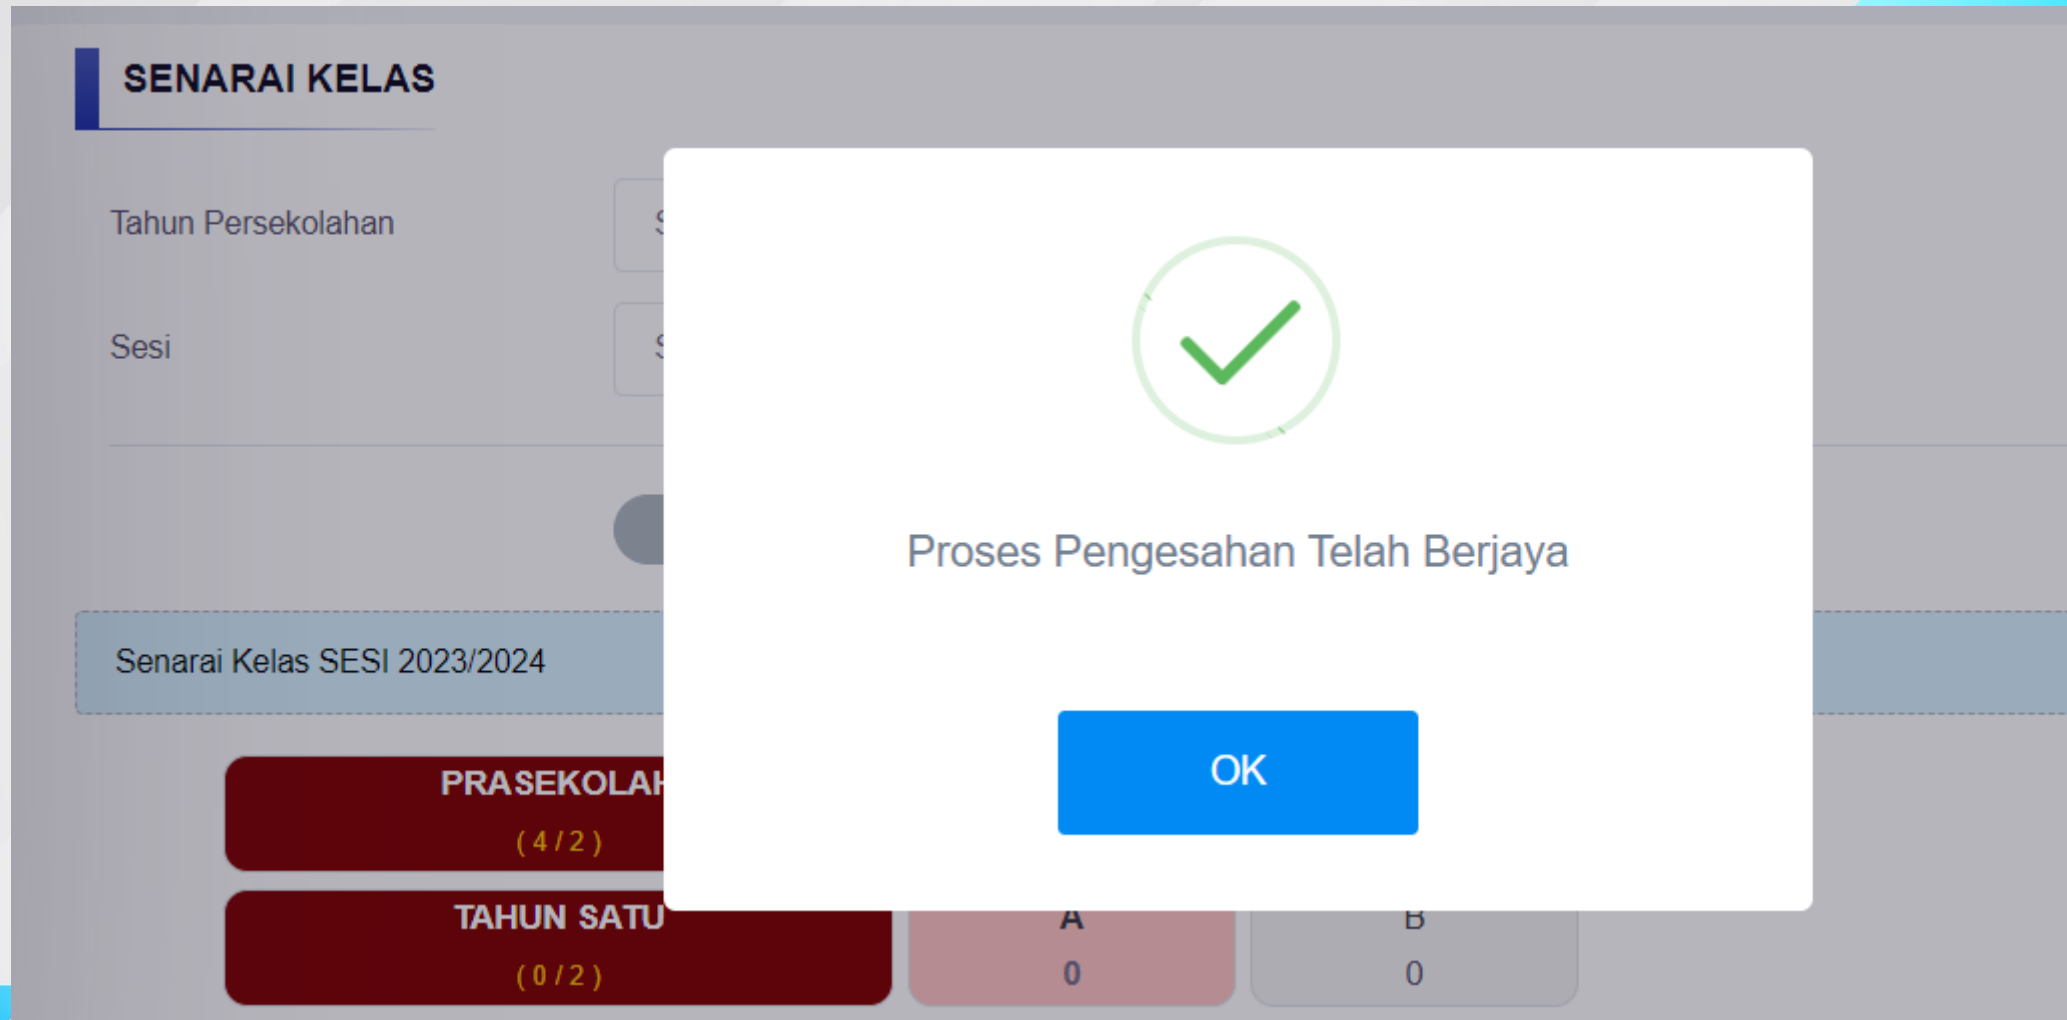 SENARAI KELAS
Tahun Persekolahan
Sesi
Proses Pengesahan Telah Berjaya
Senarai Kelas SESI 2023/2024
OK
PRASEKOLAH
( 4 / 2 )
TAHUN SATU
A
B
( 0 / 2 )
0
0